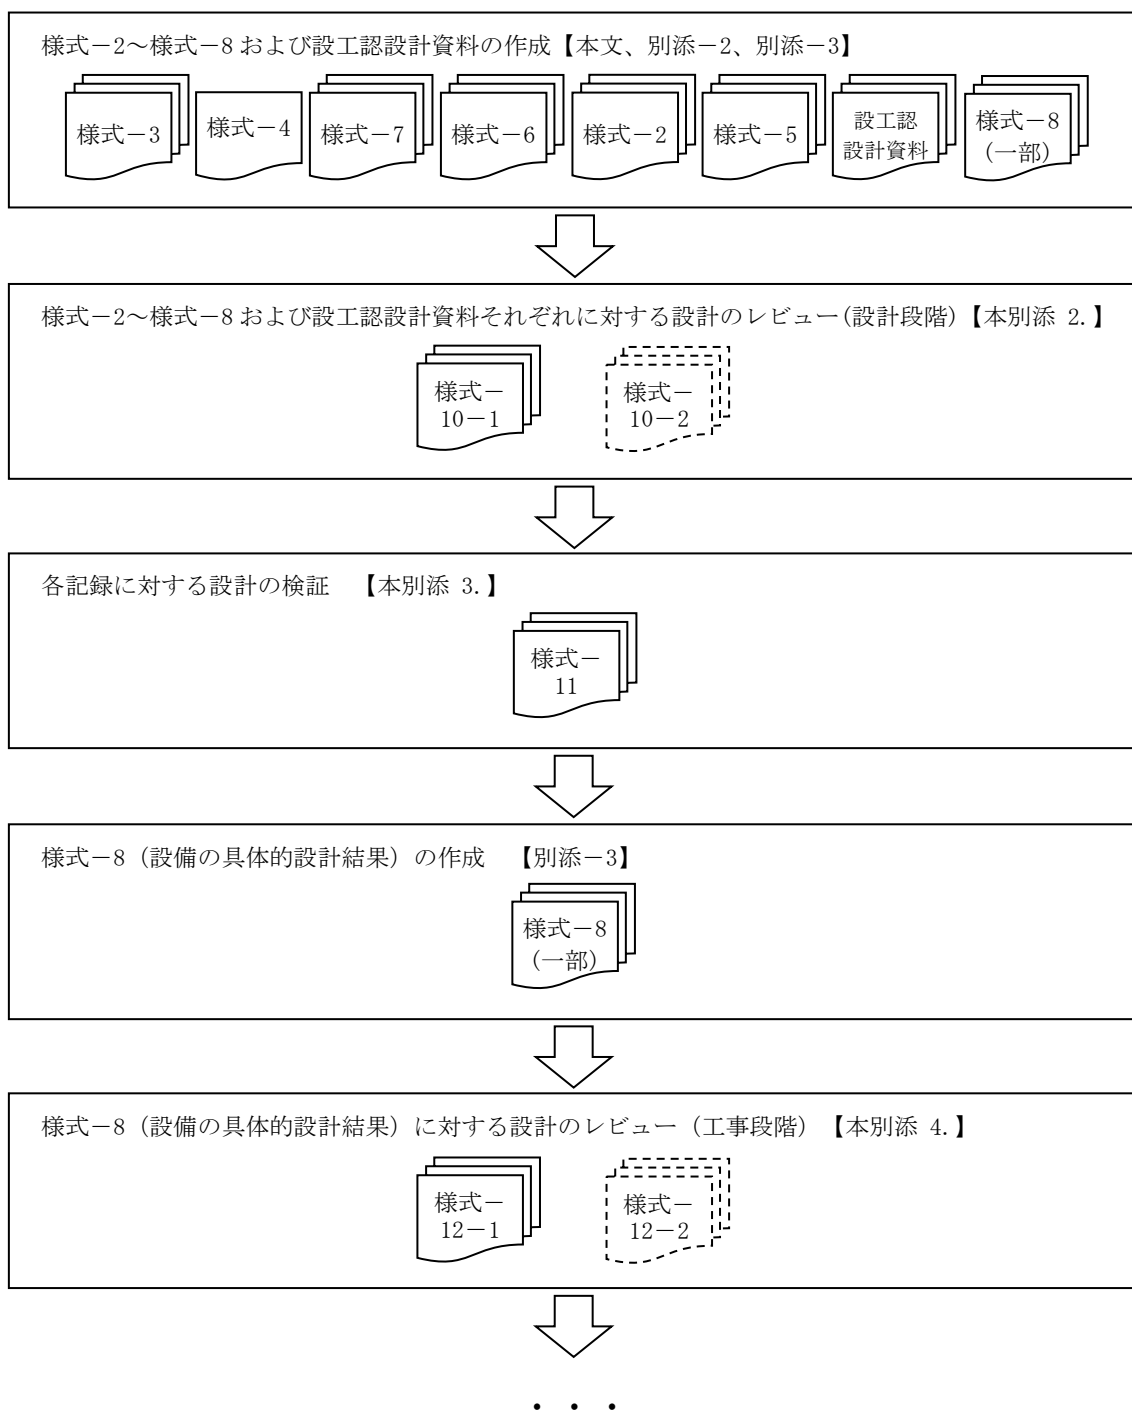 様式－2～様式－8および設工認設計資料の作成【本文、別添－2、別添－3】
様式－3
様式－4
様式－7
様式－6
様式－2
様式－5
設工認
設計資料
様式－8
（一部）
様式－2～様式－8および設工認設計資料それぞれに対する設計のレビュー(設計段階)【本別添 2.】
様式－
10－1
様式－
10－2
各記録に対する設計の検証　【本別添 3.】
様式－
11
様式－8（設備の具体的設計結果）の作成　【別添－3】
様式－8
（一部）
様式－8（設備の具体的設計結果）に対する設計のレビュー（工事段階）【本別添 4.】
様式－
12－1
様式－
12－2
・・・